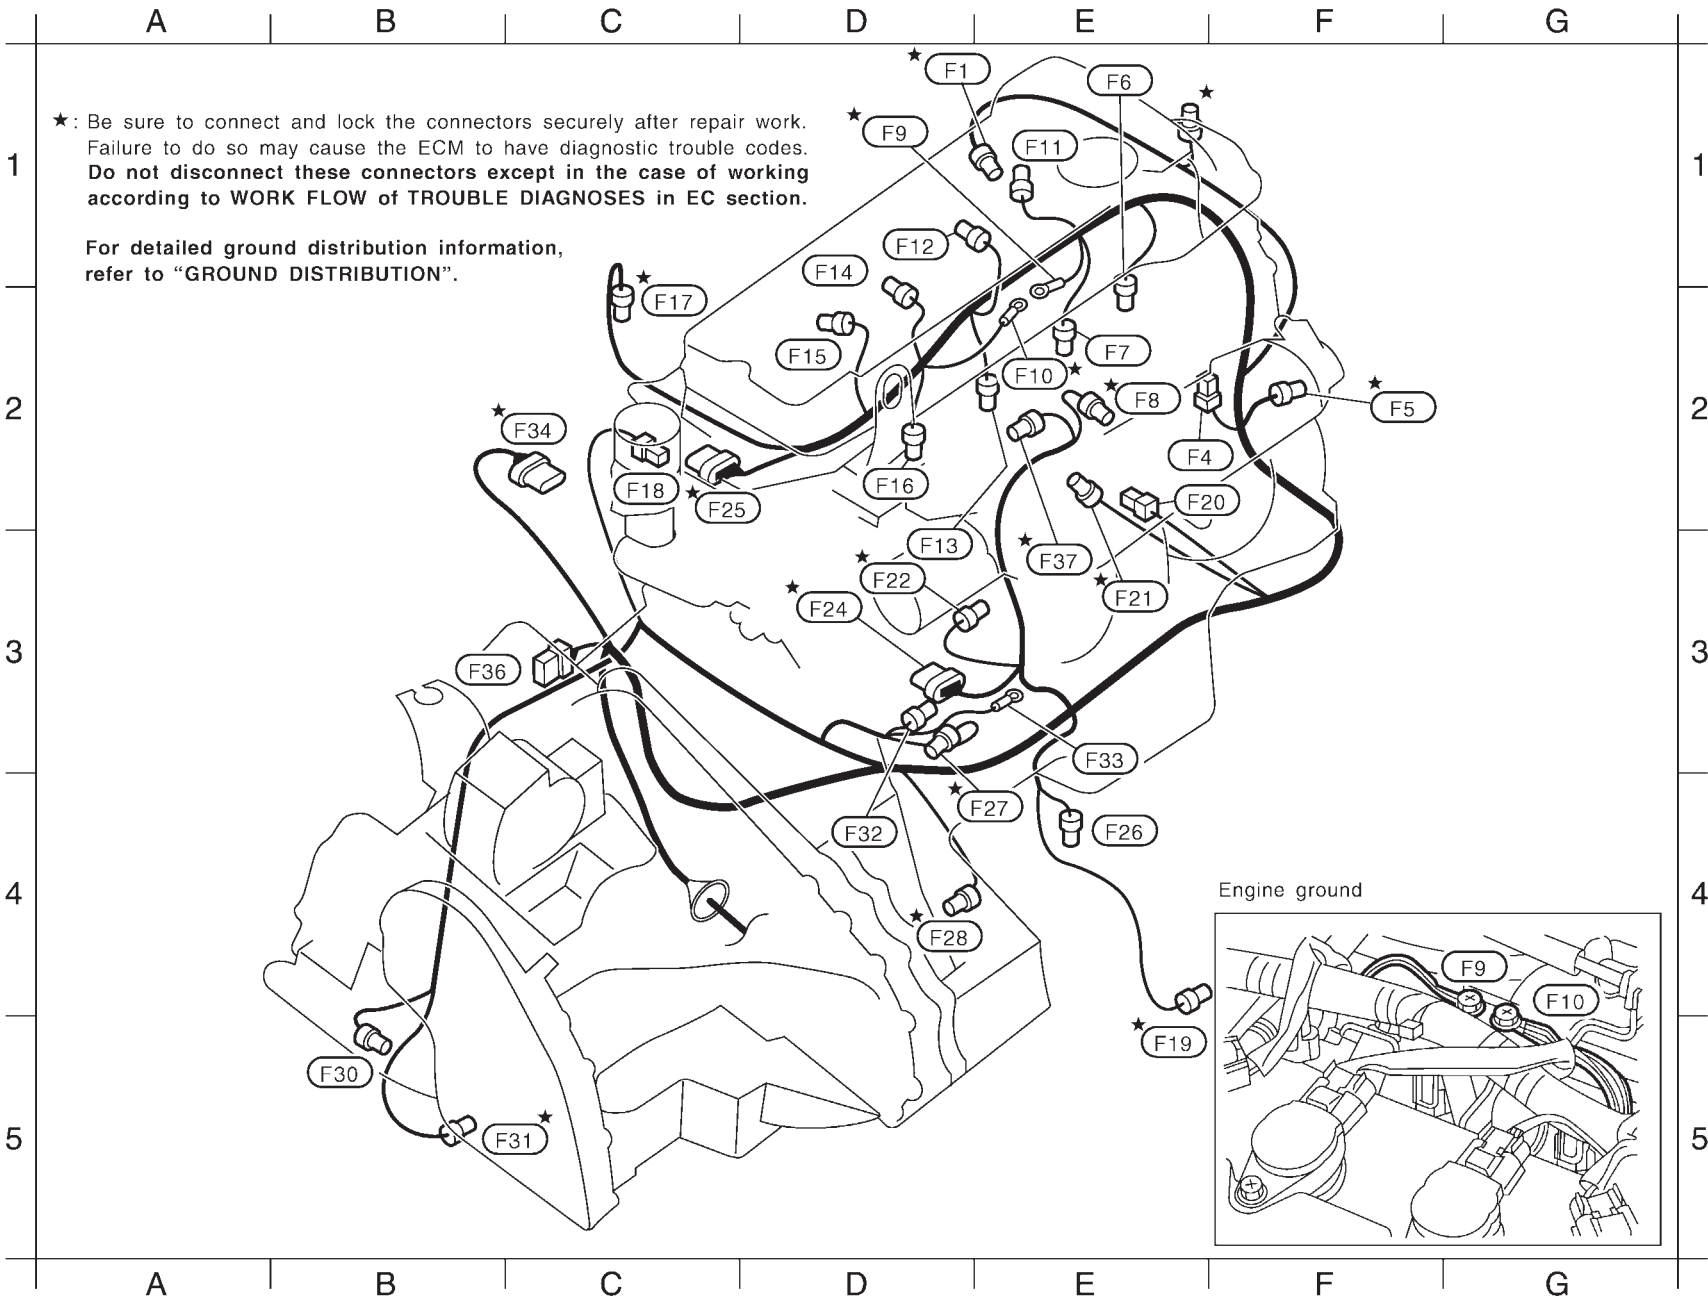 A B C D E F G
★: Be sure to connect and lock the connectors securely after repair work.
Failure to do so may cause the ECM to have diagnostic trouble codes.
Do not disconnect these connectors except in the case of working
according to WORK FLOW of TROUBLE DIAGNOSES in EC section.
For detailed ground distribution information,
refer to “GROUND DISTRIBUTION”.
★ F1
F6
★
★ F9
F11
1 1
F12
F14
★ F17
F15
F7
F10 ★
★ F8
★ F5
2 2
★ F34
F4
F16
F18
★ F25
F20
F13
★ F37
★ F22
★ F21
★ F24
3 3
F36
F33
★ F27
F32
F26
4 4
Engine ground
★ F28
F9
F10
★ F19
F30
5 5
F31 ★
A B C D E F G